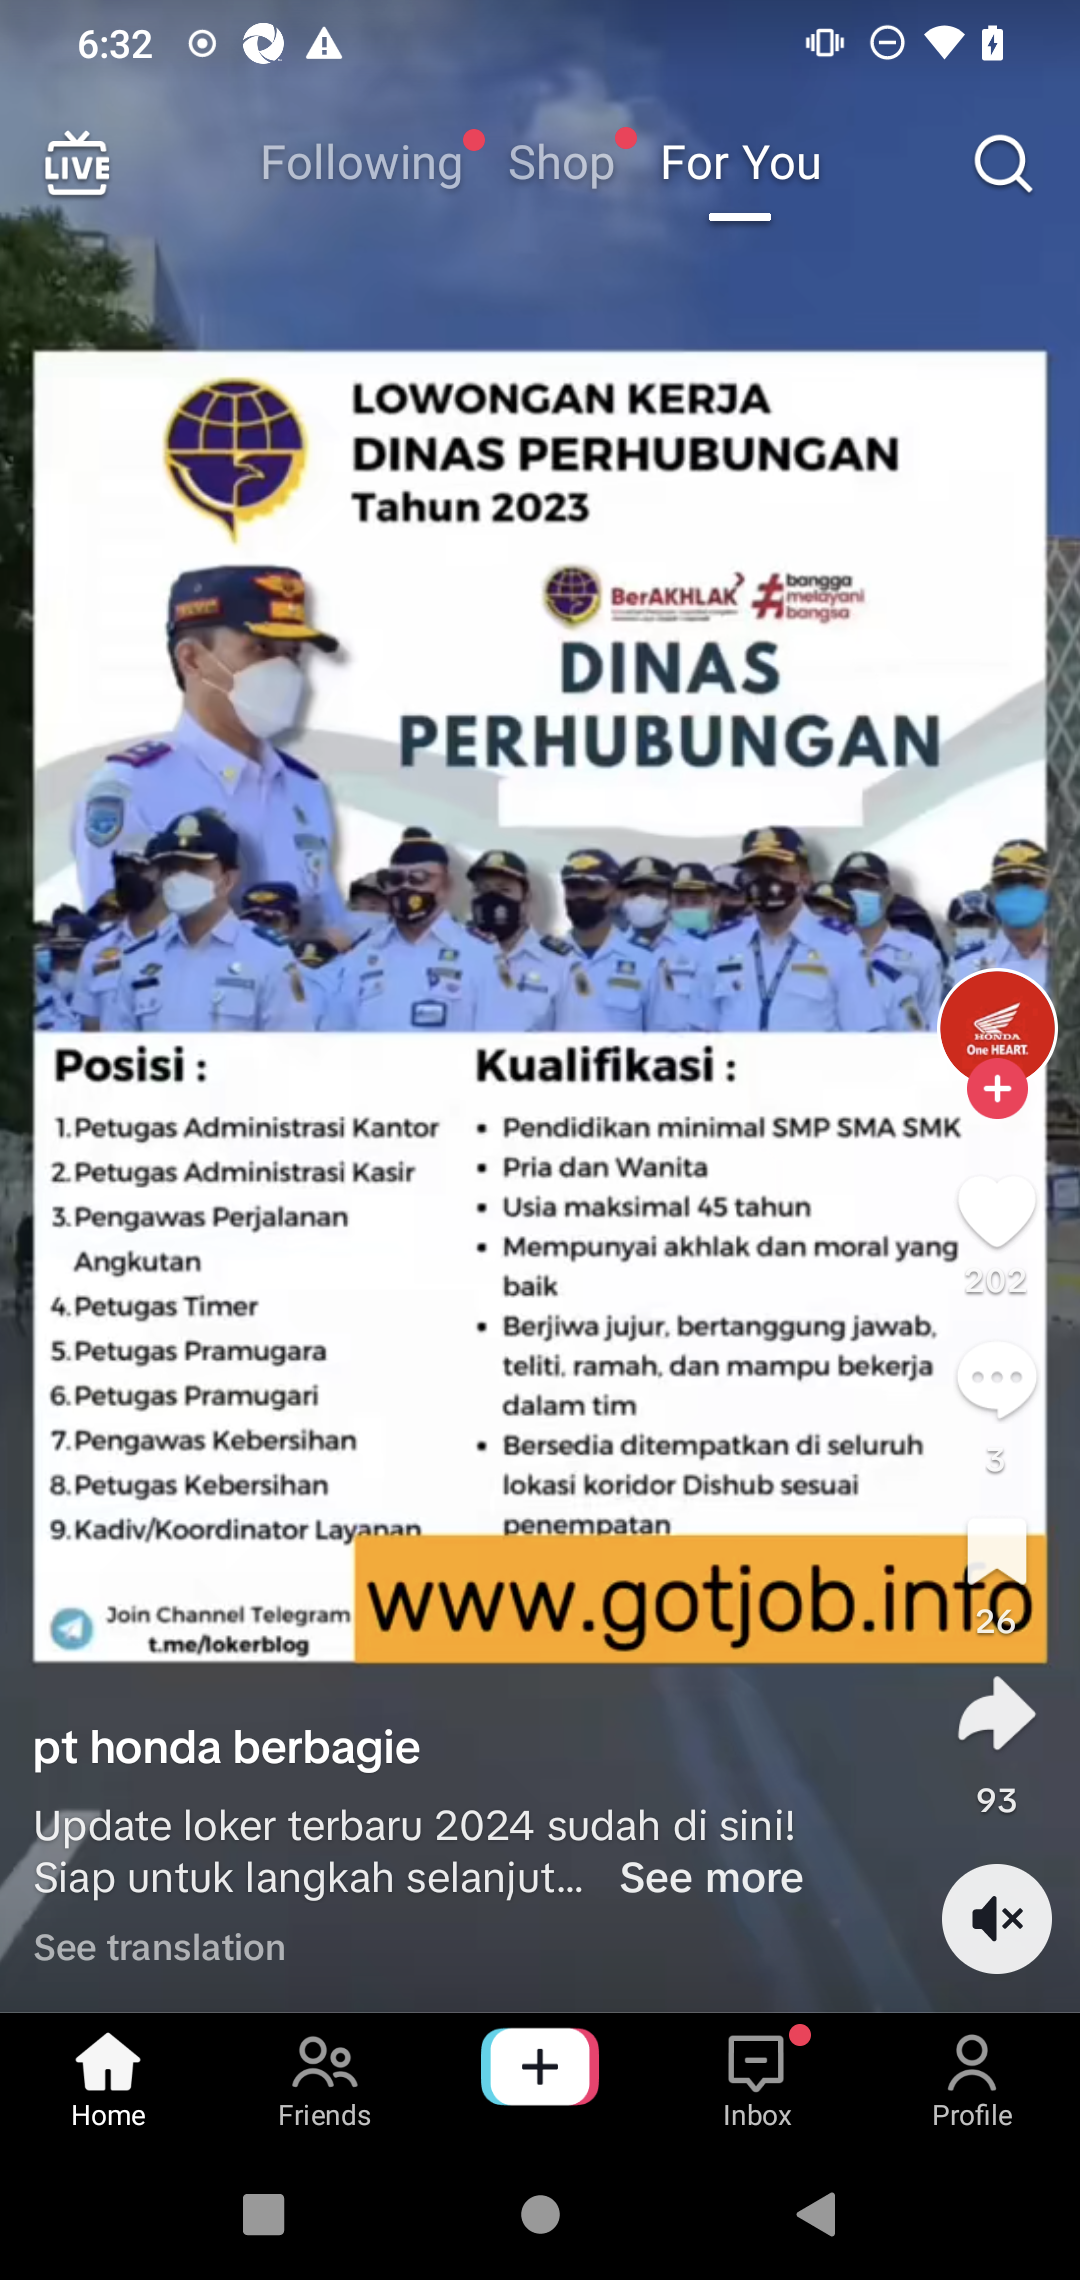 6:32
LIVE
Following
Shop
For You
LOWONGAN KERJA
DINAS PERHUBUNGAN
Tahun 2023
BerAKHLAK
bangga
melayani
bangsa
DINAS
PERHUBUNGAN
HONDA
One HEART.
Posisi :
1. Petugas Administrasi Kantor
2. Petugas Administrasi Kasir
3. Pengawas Perjalanan
Angkutan
4. Petugas Timer
5. Petugas Pramugara
6. Petugas Pramugari
7. Pengawas Kebersihan
8. Petugas Kebersihan
9. Kadiv/Koordinator Layanan
Kualifikasi :
• Pendidikan minimal SMP SMA SMK
• Pria dan Wanita
• Usia maksimal 45 tahun
• Mempunyai akhlak dan moral yang
baik
• Berjiwa jujur, bertanggung jawab,
teliti, ramah, dan mampu bekerja
dalam tim
• Bersedia ditempatkan di seluruh
lokasi koridor Dishub sesuai
penempatan
202
3
26
93
Join Channel Telegram
t.me/lokerblog
www.gotjob.info
pt honda berbagie
Update loker terbaru 2024 sudah di sini!
Siap untuk langkah selanjut... See more
See translation
Home
Friends
Inbox
Profile